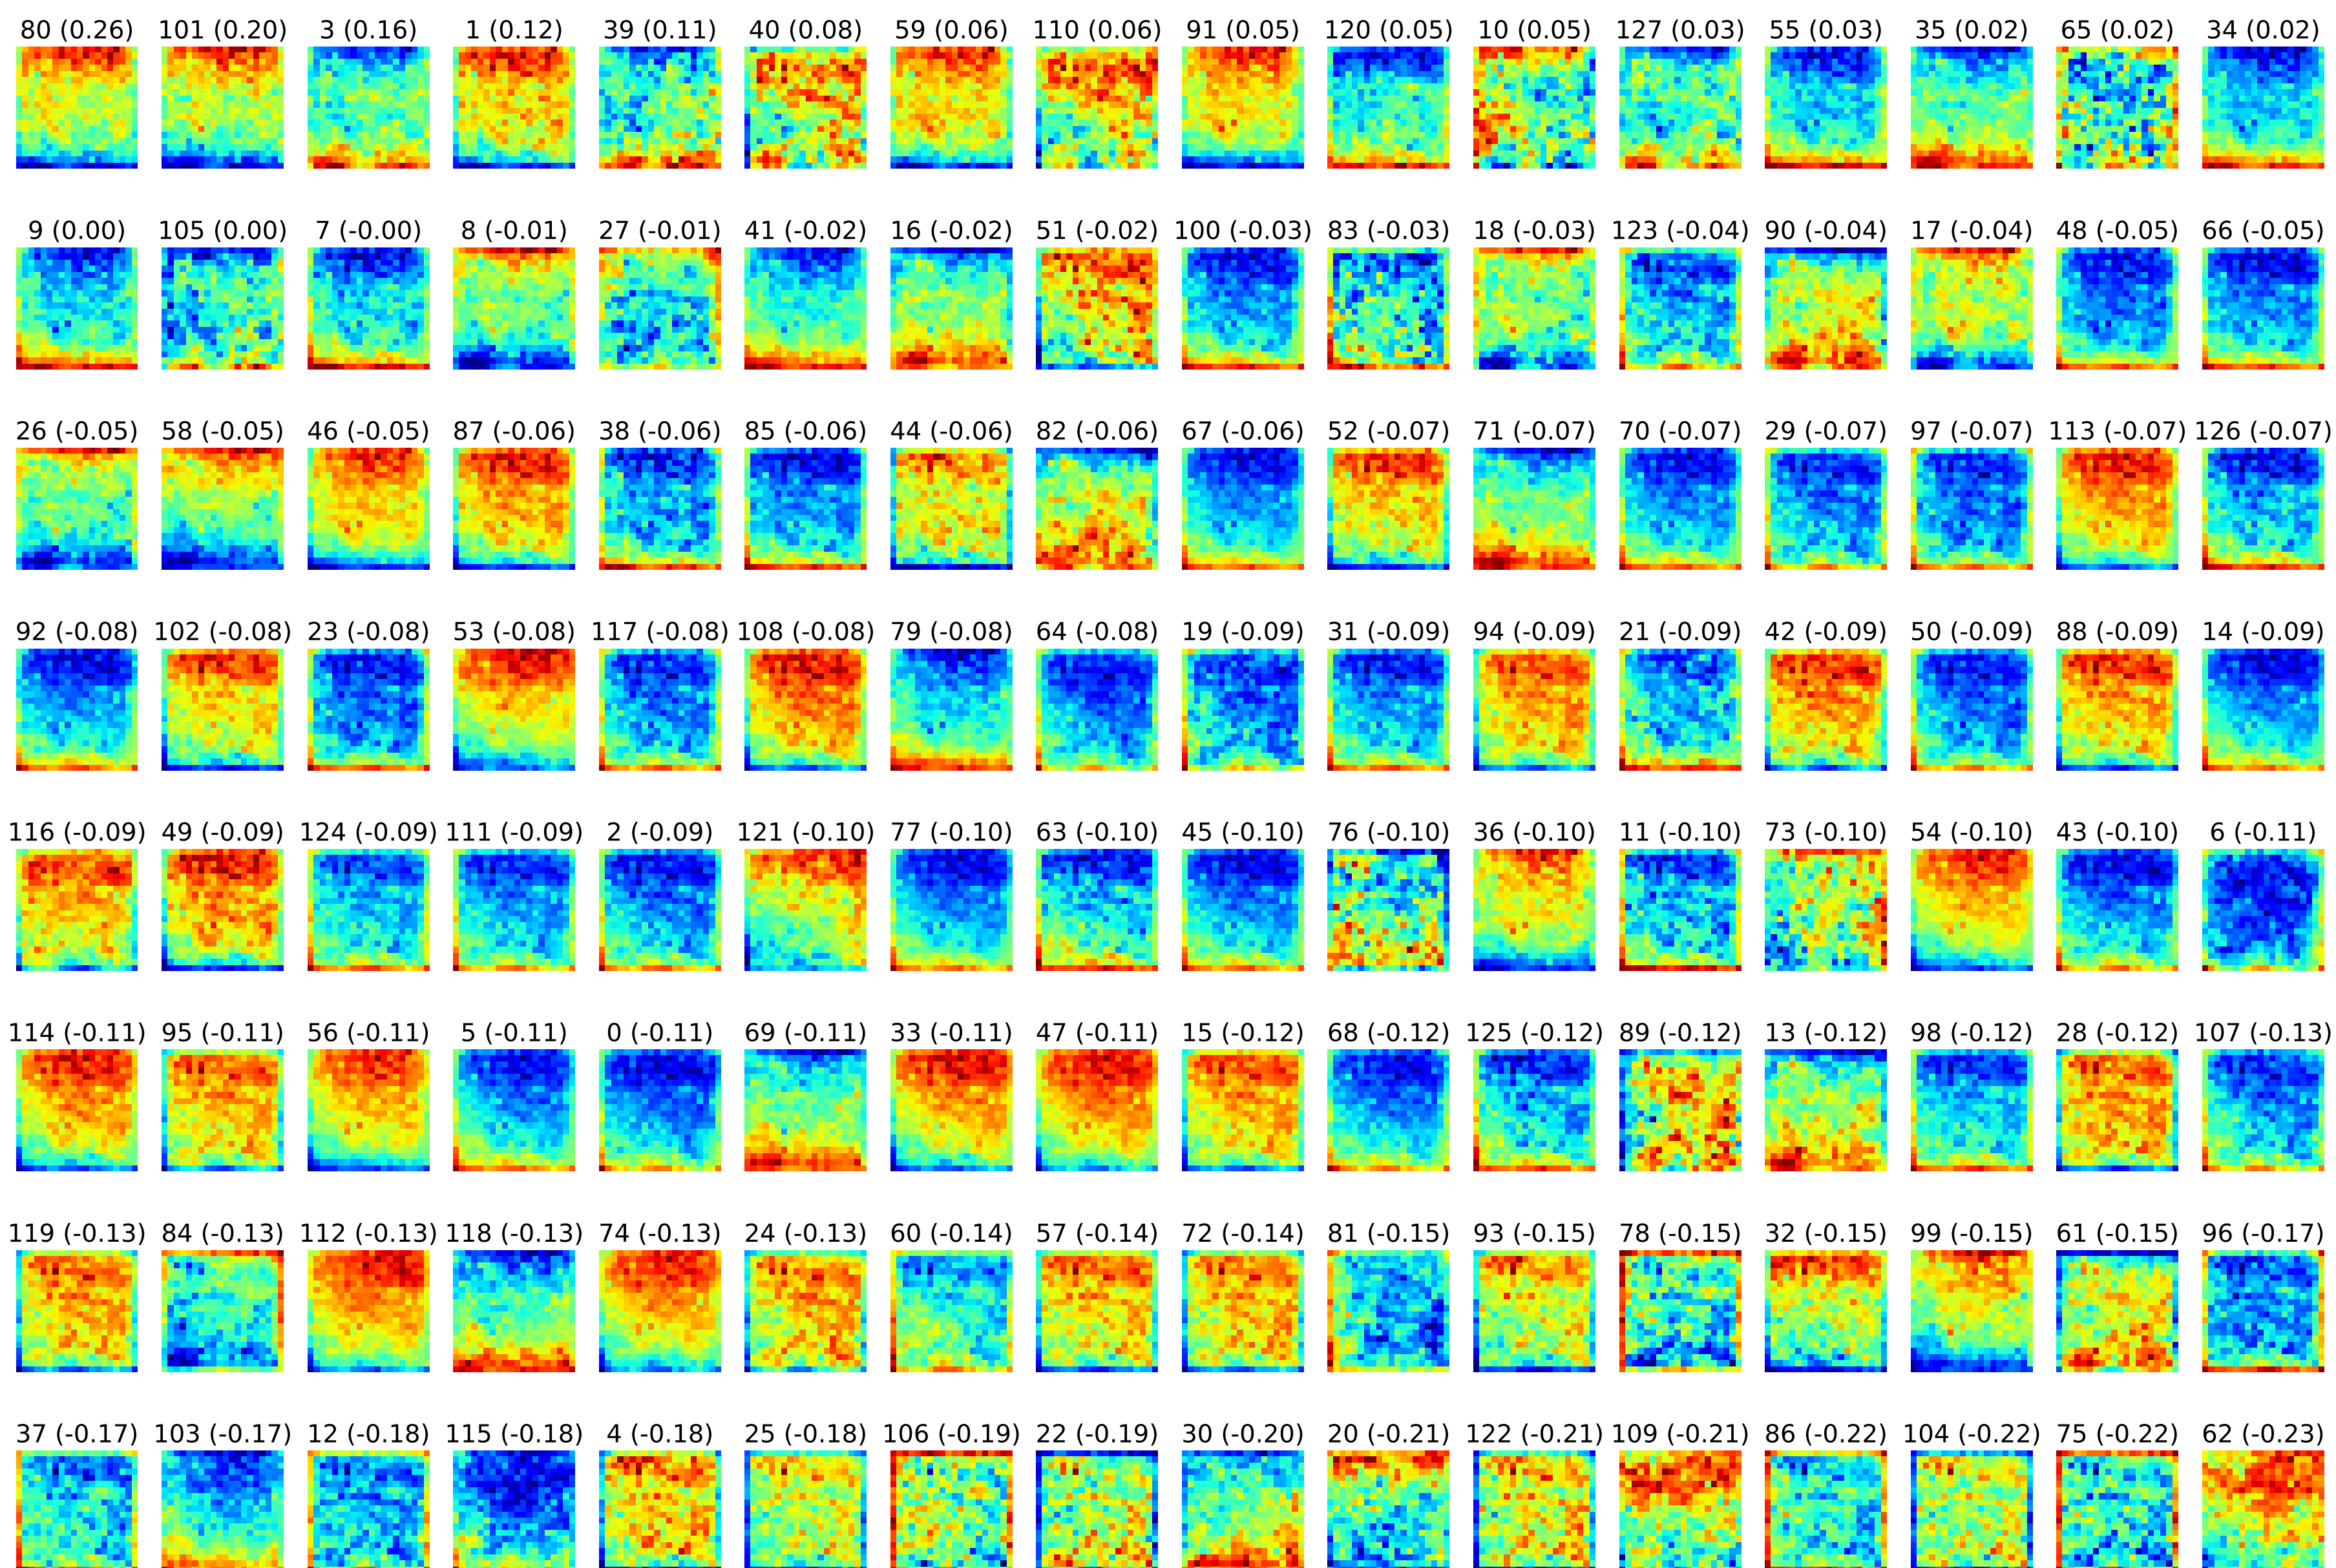 80 (0.26) 101 (0.20) 3 (0.16) 1 (0.12) 39 (0.11) 40 (0.08) 59 (0.06) 110 (0.06) 91 (0.05) 120 (0.05) 10 (0.05) 127 (0.03) 55 (0.03) 35 (0.02) 65 (0.02) 34 (0.02)
9 (0.00) 105 (0.00) 7 (-0.00) 8 (-0.01) 27 (-0.01) 41 (-0.02) 16 (-0.02) 51 (-0.02) 100 (-0.03) 83 (-0.03) 18 (-0.03) 123 (-0.04) 90 (-0.04) 17 (-0.04) 48 (-0.05) 66 (-0.05)
26 (-0.05) 58 (-0.05) 46 (-0.05) 87 (-0.06) 38 (-0.06) 85 (-0.06) 44 (-0.06) 82 (-0.06) 67 (-0.06) 52 (-0.07) 71 (-0.07) 70 (-0.07) 29 (-0.07) 97 (-0.07) 113 (-0.07) 126 (-0.07)
92 (-0.08) 102 (-0.08) 23 (-0.08) 53 (-0.08) 117 (-0.08) 108 (-0.08) 79 (-0.08) 64 (-0.08) 19 (-0.09) 31 (-0.09) 94 (-0.09) 21 (-0.09) 42 (-0.09) 50 (-0.09) 88 (-0.09) 14 (-0.09)
116 (-0.09) 49 (-0.09) 124 (-0.09) 111 (-0.09) 2 (-0.09) 121 (-0.10) 77 (-0.10) 63 (-0.10) 45 (-0.10) 76 (-0.10) 36 (-0.10) 11 (-0.10) 73 (-0.10) 54 (-0.10) 43 (-0.10) 6 (-0.11)
114 (-0.11) 95 (-0.11) 56 (-0.11) 5 (-0.11) 0 (-0.11) 69 (-0.11) 33 (-0.11) 47 (-0.11) 15 (-0.12) 68 (-0.12) 125 (-0.12) 89 (-0.12) 13 (-0.12) 98 (-0.12) 28 (-0.12) 107 (-0.13)
119 (-0.13) 84 (-0.13) 112 (-0.13) 118 (-0.13) 74 (-0.13) 24 (-0.13) 60 (-0.14) 57 (-0.14) 72 (-0.14) 81 (-0.15) 93 (-0.15) 78 (-0.15) 32 (-0.15) 99 (-0.15) 61 (-0.15) 96 (-0.17)
37 (-0.17) 103 (-0.17) 12 (-0.18) 115 (-0.18) 4 (-0.18) 25 (-0.18) 106 (-0.19) 22 (-0.19) 30 (-0.20) 20 (-0.21) 122 (-0.21) 109 (-0.21) 86 (-0.22) 104 (-0.22) 75 (-0.22) 62 (-0.23)